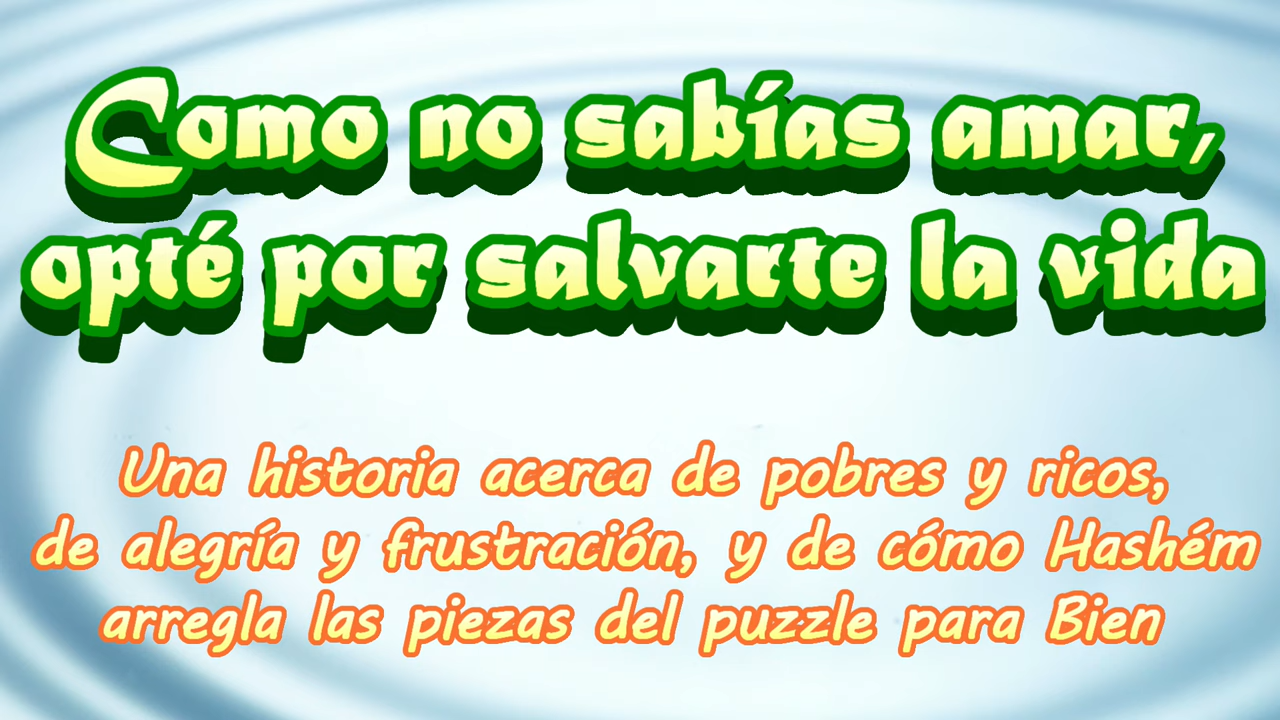 Como no sabías amar,
opté por salvarte la vida
Una historia acerca de pobres y ricos,
de alegría y frustración, y de cómo Hashém
arregla las piezas del puzzle para Bien